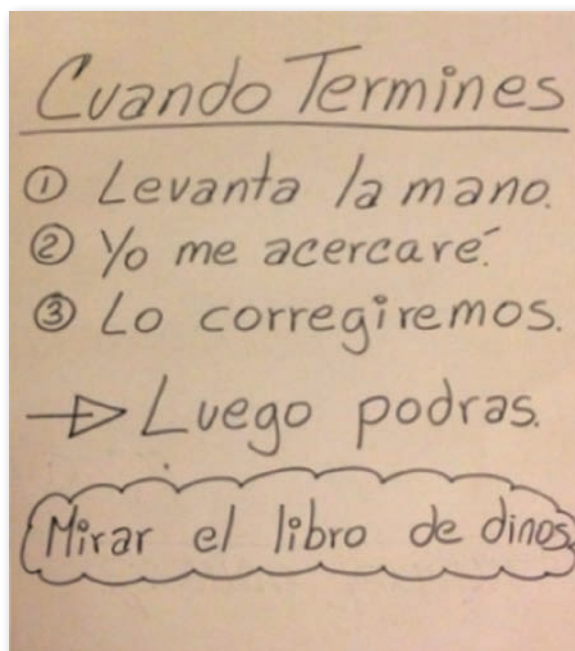 Cuando Termines
① Levanta la mano.
② Yo me acercaré.
③ Lo corregiremos.
→ Luego podras.
Mirar el libro de dinos.